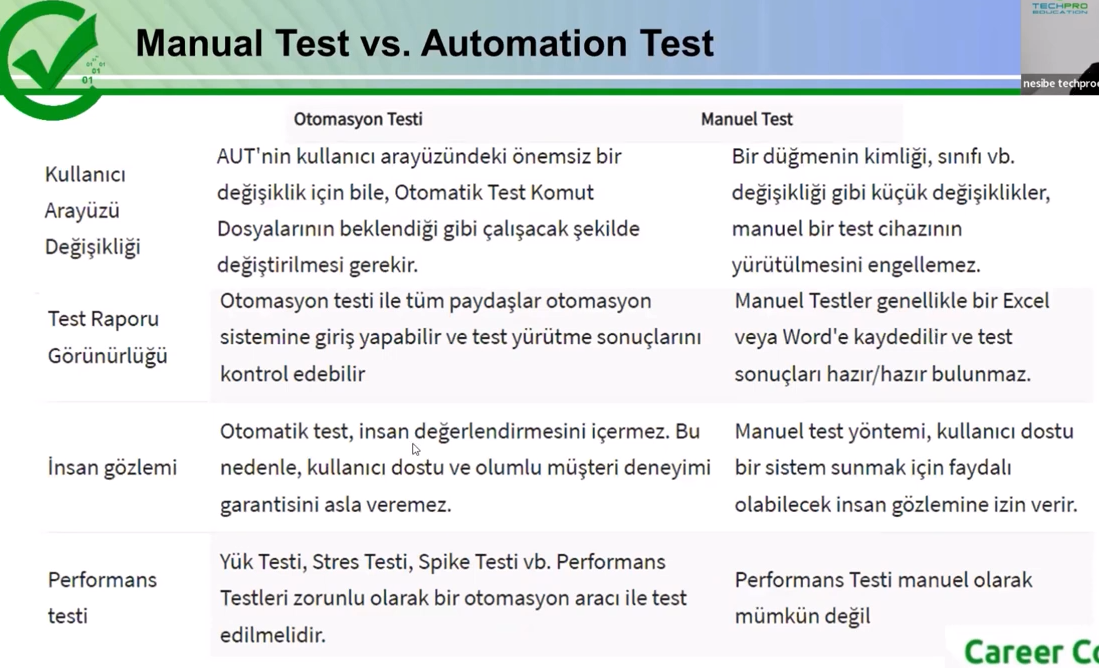 TECHPRO
EDUCATION
Manual Test vs. Automation Test
01 01
01
01
nesibe techproe
Otomasyon Testi
Manuel Test
Kullanıcı
Arayüzü
Değişikliği
AUT'nin kullanıcı arayüzündeki önemsiz bir
değişiklik için bile, Otomatik Test Komut
Dosyalarının beklendiği gibi çalışacak şekilde
değiştirilmesi gerekir.
Bir düğmenin kimliği, sınıfı vb.
değişikliği gibi küçük değişiklikler,
manuel bir test cihazının
yürütülmesini engellemez.
Test Raporu
Görünürlüğü
Otomasyon testi ile tüm paydaşlar otomasyon
sistemine giriş yapabilir ve test yürütme sonuçlarını
kontrol edebilir
Manuel Testler genellikle bir Excel
veya Word'e kaydedilir ve test
sonuçları hazır/hazır bulunmaz.
İnsan gözlemi
Otomatik test, insan değerlendirmesini içermez. Bu
nedenle, kullanıcı dostu ve olumlu müşteri deneyimi
garantisini asla veremez.
Manuel test yöntemi, kullanıcı dostu
bir sistem sunmak için faydalı
olabilecek insan gözlemine izin verir.
Performans
testi
Yük Testi, Stres Testi, Spike Testi vb. Performans
Testleri zorunlu olarak bir otomasyon aracı ile test
edilmelidir.
Performans Testi manuel olarak
mümkün değil
Career Co